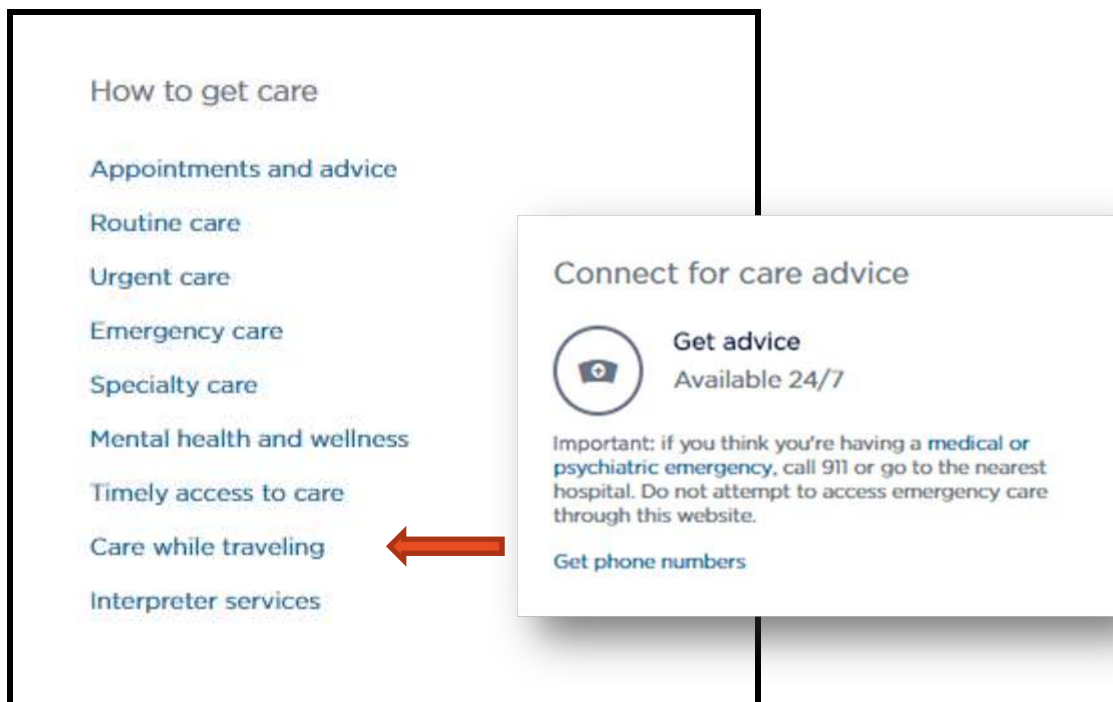 How to get care
Appointments and advice
Routine care
Urgent care
Emergency care
Specialty care
Mental health and wellness
Timely access to care
Care while traveling
Interpreter services
Connect for care advice
Get advice
Available 24/7
Important: if you think you're having a medical or
psychiatric emergency, call 911 or go to the nearest
hospital. Do not attempt to access emergency care
through this website.
Get phone numbers